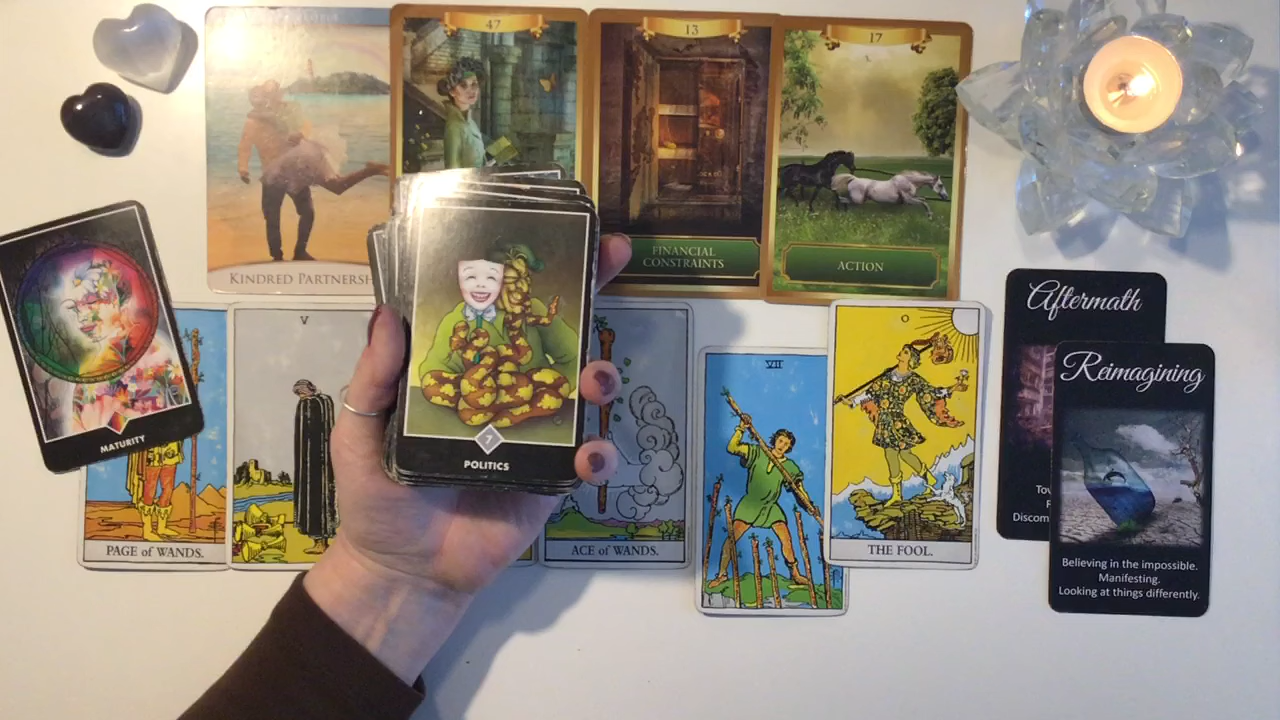 47
13
17
KINDRED PARTNERSH
FINANCIAL
CONSTRAINTS
ACTION
Aftermath
Reimagining
MATURITY
V
VII
O
7
POLITICS
PAGE of WANDS.
ACE of WANDS.
THE FOOL.
Discom
Believing in the impossible.
Manifesting.
Looking at things differently.